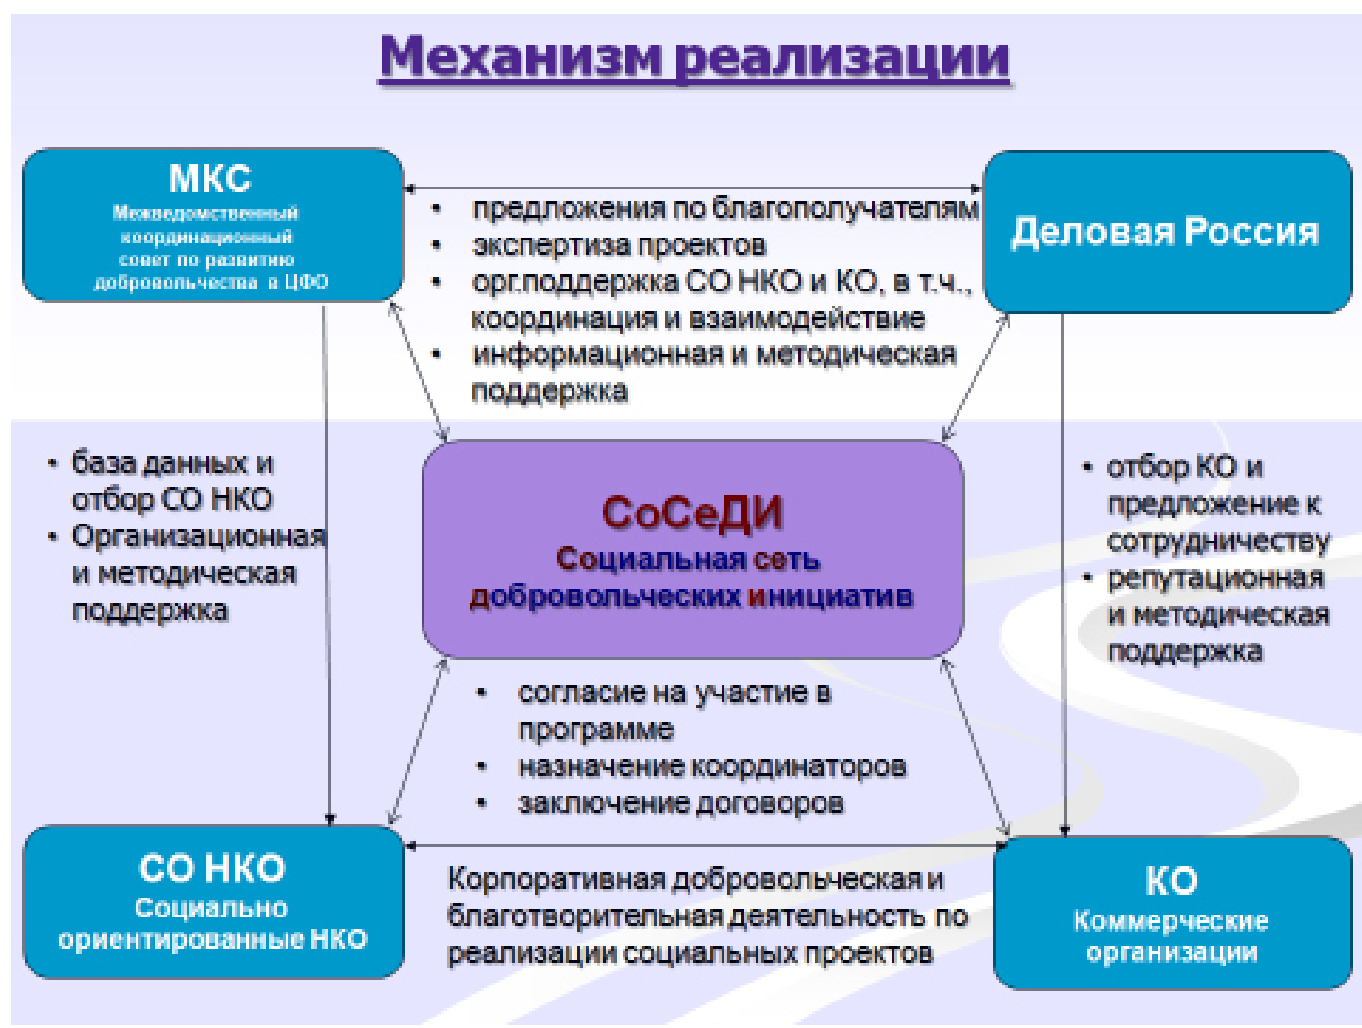 Механизм реализации
МКС
Межведомственный
координационный
совет по развитию
добровольчества в ЦФО
Деловая Россия
• предложения по благополучателям
• экспертиза проектов
• орг.поддержка СО НКО и КО, в т.ч.,
координация и взаимодействие
• информационная и методическая
поддержка
• база данных и
отбор СО НКО
• Организационная
и методическая
поддержка
СоСеДИ
Социальная сеть
добровольческих инициатив
• отбор КО и
предложение к
сотрудничеству
• репутационная
и методическая
поддержка
• согласие на участие в
программе
• назначение координаторов
• заключение договоров
СО НКО
Социально
ориентированные НКО
Корпоративная добровольческая и
благотворительная деятельность по
реализации социальных проектов
КО
Коммерческие
организации